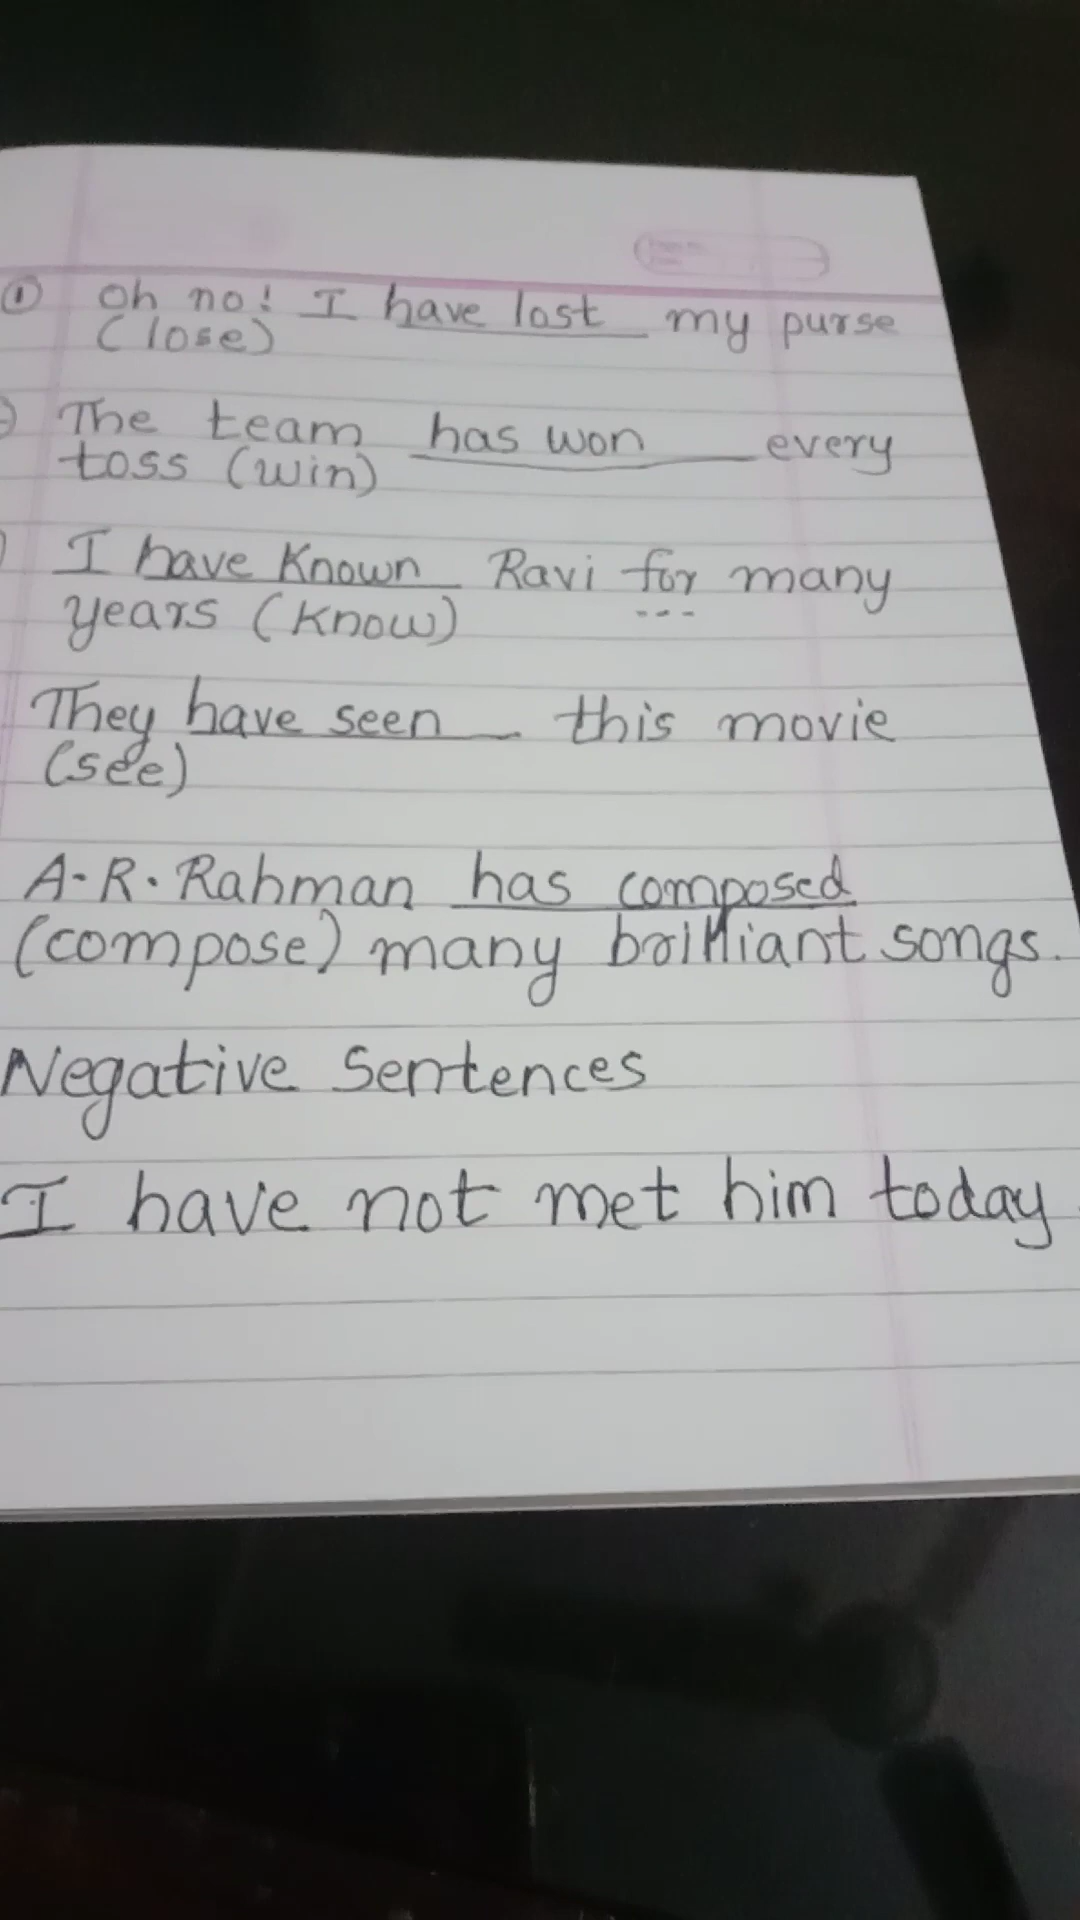 ① Oh no! I have lost my purse
(lose)
The team has won every
toss (win)
I have Known Ravi for many
years (Know)
They have seen this movie
(see)
A.R. Rahman has composed
(compose) many brilliant songs.
Negative Sentences
I have not met him today.